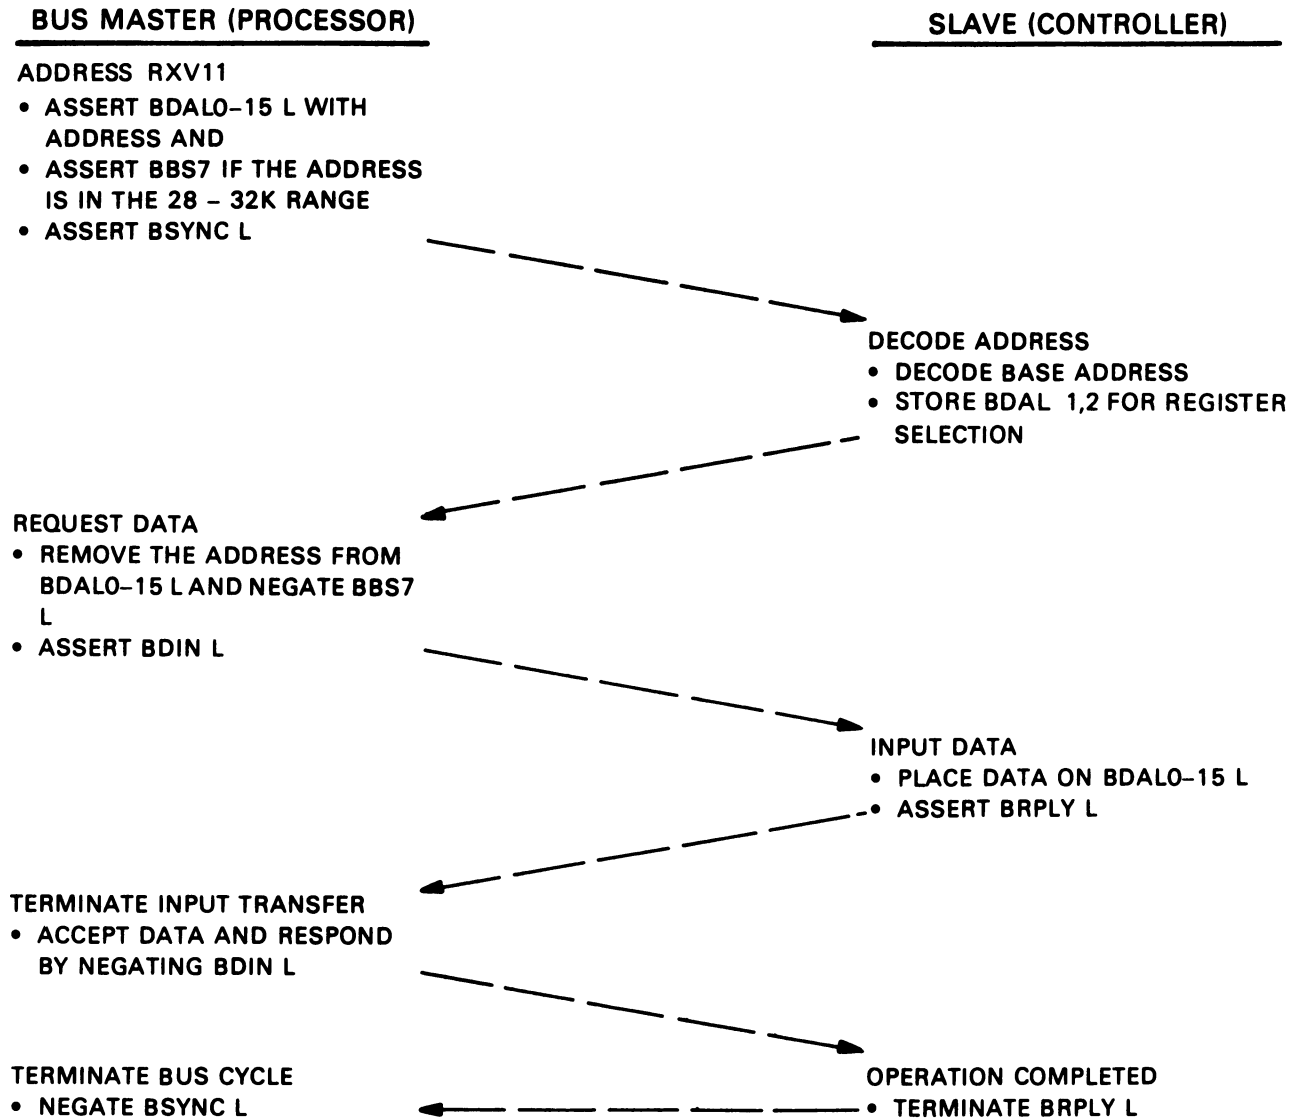 BUS MASTER (PROCESSOR)
SLAVE (CONTROLLER)
ADDRESS RXV11
• ASSERT BDAL0–15 L WITH
ADDRESS AND
• ASSERT BBS7 IF THE ADDRESS
IS IN THE 28 – 32K RANGE
• ASSERT BSYNC L
DECODE ADDRESS
• DECODE BASE ADDRESS
• STORE BDAL 1,2 FOR REGISTER
SELECTION
REQUEST DATA
• REMOVE THE ADDRESS FROM
BDAL0–15 L AND NEGATE BBS7
L
• ASSERT BDIN L
INPUT DATA
• PLACE DATA ON BDAL0–15 L
• ASSERT BRPLY L
TERMINATE INPUT TRANSFER
• ACCEPT DATA AND RESPOND
BY NEGATING BDIN L
OPERATION COMPLETED
• TERMINATE BRPLY L
TERMINATE BUS CYCLE
• NEGATE BSYNC L